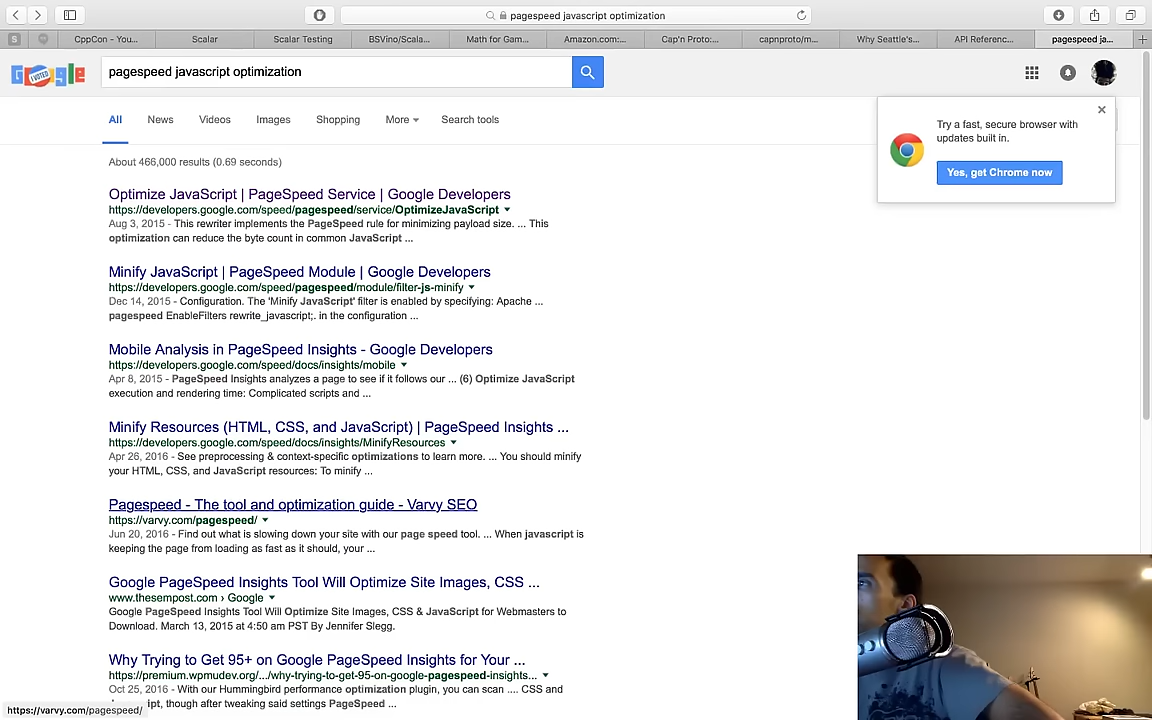 pagespeed javascript optimization
S
CppCon - You...
Scalar
Scalar Testing
BSVino/Scala...
Math for Gam...
Amazon.com:...
Cap'n Proto:...
capnproto/m...
Why Seattle's...
API Referenc...
pagespeed ja...
Google
I VOTED
pagespeed javascript optimization
All News Videos Images Shopping More Search tools
Try a fast, secure browser with
updates built in.
Yes, get Chrome now
About 466,000 results (0.69 seconds)
Optimize JavaScript | PageSpeed Service | Google Developers
https://developers.google.com/speed/pagespeed/service/OptimizeJavaScript
Aug 3, 2015 - This rewriter implements the PageSpeed rule for minimizing payload size. ... This
optimization can reduce the byte count in common JavaScript ...
Minify JavaScript | PageSpeed Module | Google Developers
https://developers.google.com/speed/pagespeed/module/filter-js-minify
Dec 14, 2015 - Configuration. The 'Minify JavaScript' filter is enabled by specifying: Apache ...
pagespeed EnableFilters rewrite_javascript;. in the configuration ...
Mobile Analysis in PageSpeed Insights - Google Developers
https://developers.google.com/speed/docs/insights/mobile
Apr 8, 2015 - PageSpeed Insights analyzes a page to see if it follows our ... (6) Optimize JavaScript
execution and rendering time: Complicated scripts and ...
Minify Resources (HTML, CSS, and JavaScript) | PageSpeed Insights ...
https://developers.google.com/speed/docs/insights/MinifyResources
Apr 26, 2016 - See preprocessing & context-specific optimizations to learn more. ... You should minify
your HTML, CSS, and JavaScript resources: To minify ...
Pagespeed - The tool and optimization guide - Varvy SEO
https://varvy.com/pagespeed/
Jun 20, 2016 - Find out what is slowing down your site with our page speed tool. ... When javascript is
keeping the page from loading as fast as it should, your ...
Google PageSpeed Insights Tool Will Optimize Site Images, CSS ...
www.thesempost.com › Google
Google PageSpeed Insights Tool Will Optimize Site Images, CSS & JavaScript for Webmasters to
Download. March 13, 2015 at 4:50 am PST By Jennifer Slegg.
Why Trying to Get 95+ on Google PageSpeed Insights for Your ...
https://premium.wpmudev.org/.../why-trying-to-get-95-on-google-pagespeed-insights...
Oct 25, 2016 - With our Hummingbird performance optimization plugin, you can scan .... CSS and
though after tweaking said settings PageSpeed ...
https://varvy.com/pagespeed/